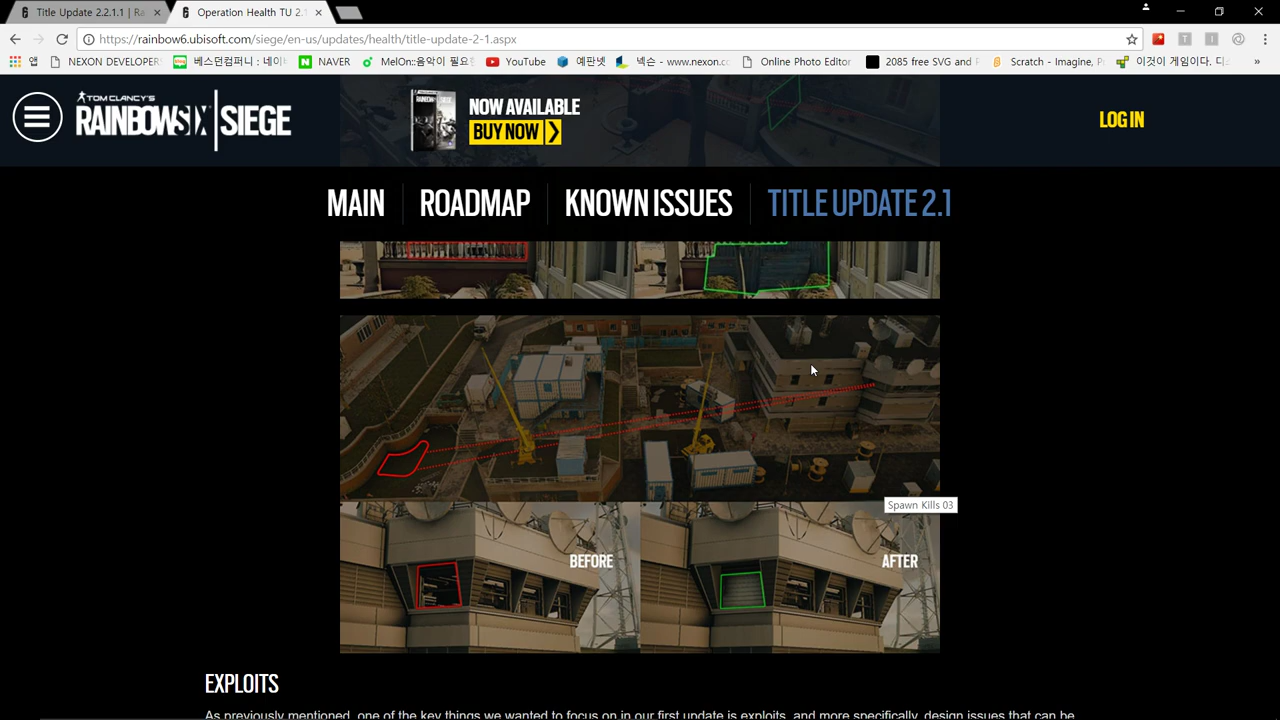 Title Update 2.2.1.1 | Ra
Operation Health TU 2.1
https://rainbow6.ubisoft.com/siege/en-us/updates/health/title-update-2-1.aspx
앱
NEXON DEVELOPER
베스던컴퍼니 : 네이
NAVER
MelOn::음악이 필요
YouTube
예판넷
넥슨 - www.nexon.c
Online Photo Editor
2085 free SVG and
Scratch - Imagine, P
이것이 게임이다. 디
»
TOM CLANCY'S
RAINBOWSIX | SIEGE
NOW AVAILABLE
BUY NOW
LOG IN
MAIN
ROADMAP
KNOWN ISSUES
TITLE UPDATE 2.1
Spawn Kills 03
BEFORE
AFTER
EXPLOITS
As previously mentioned, one of the key things we wanted to focus on in our first update is exploits, and more specifically, design issues that can be